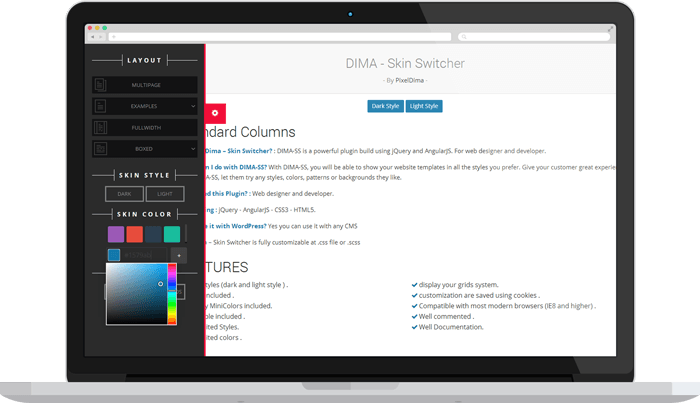 LAYOUT
MULTIPAGE
EXAMPLES
FULLWIDTH
BOXED
SKIN STYLE
DARK
LIGHT
SKIN COLOR
+
DIMA - Skin Switcher
- By PixelDima -
Dark Style
Light Style
ndard Columns
Dima – Skin Switcher? : DIMA-SS is a powerful plugin build using jQuery and AngularJS. For web designer and developer.
n I do with DIMA-SS? With DIMA-SS, you will be able to show your website templates in all the styles you prefer. Give your customer great experie
A-SS, let them try any styles, colors, patterns or backgrounds they like.
d this Plugin? : Web designer and developer.
ng : jQuery - AngularJS - CSS3 - HTML5.
e it with WordPress? Yes you can use it with any CMS
– Skin Switcher is fully customizable at .css file or .scss
TURES
tyles (dark and light style ) .
ncluded .
y MiniColors included.
ple included .
ited Styles.
ited colors .
display your grids system.
customization are saved using cookies .
Compatible with most modern browsers (IE8 and higher) .
Well commented .
Well Documentation.